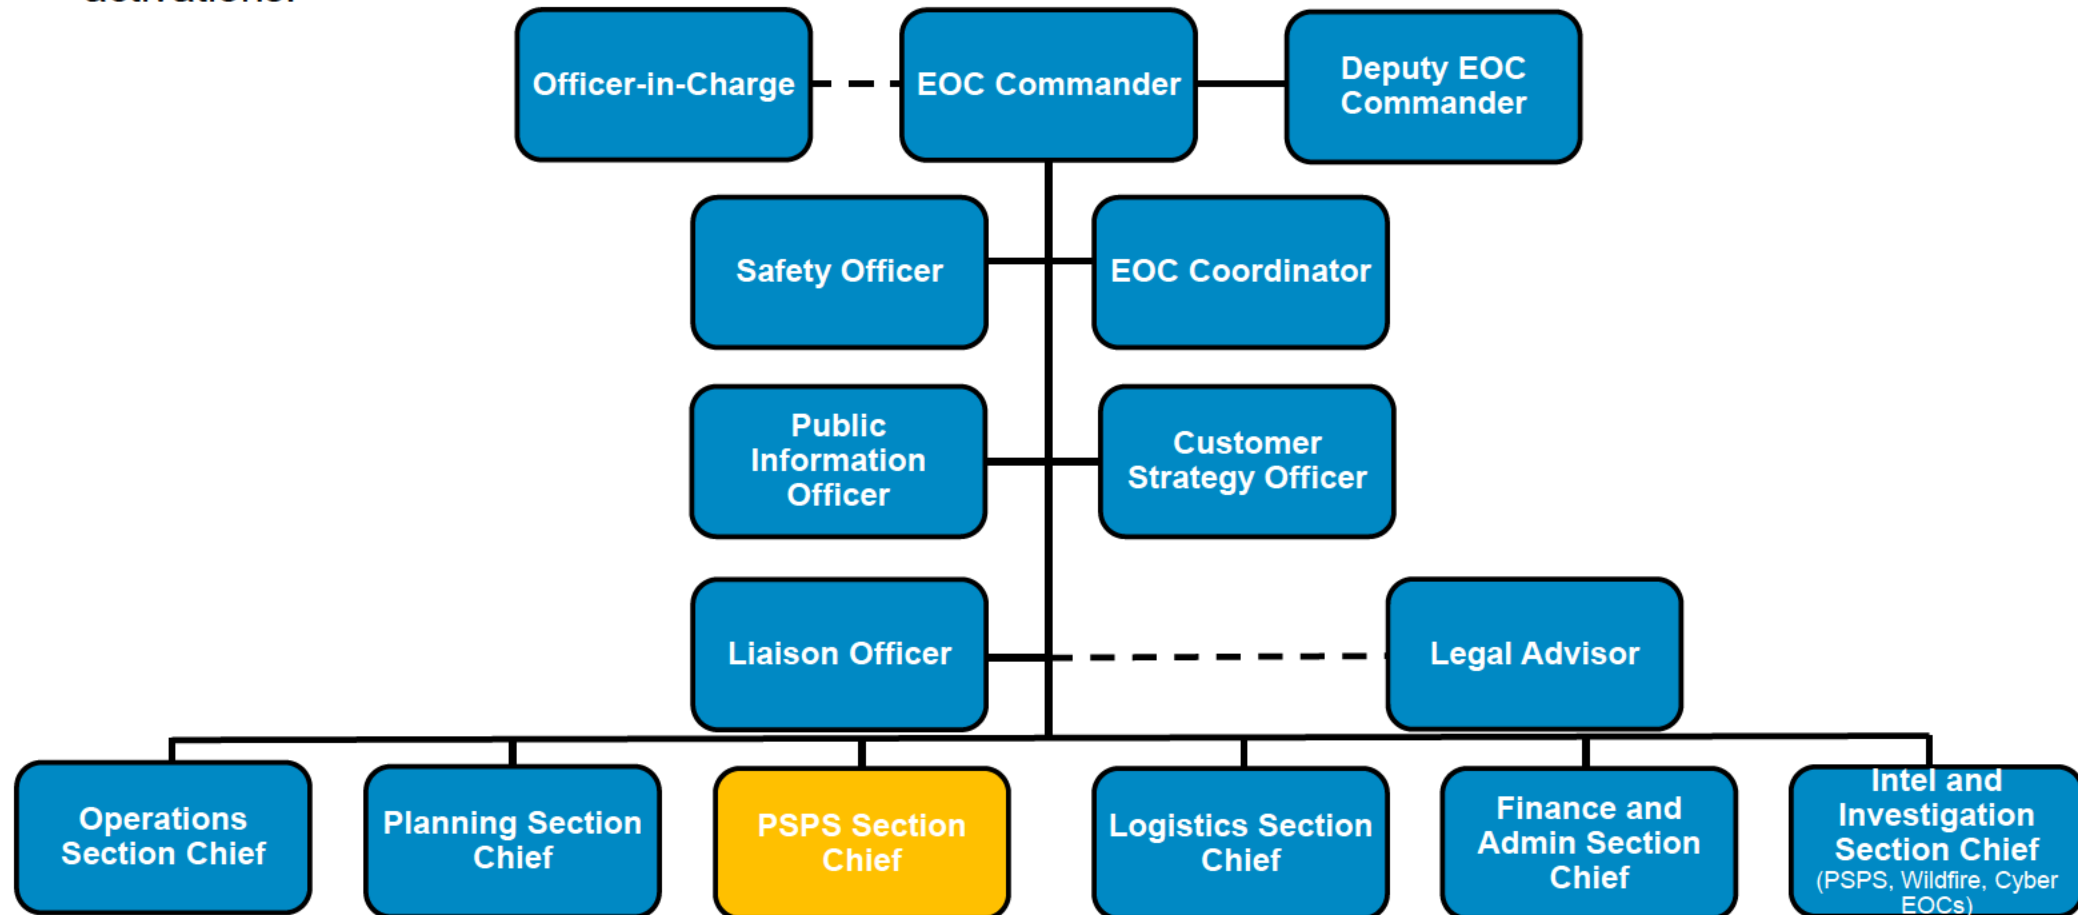 activations.
Officer-in-Charge
EOC Commander
Deputy EOC
Commander
Safety Officer
EOC Coordinator
Public
Information
Officer
Customer
Strategy Officer
Liaison Officer
Legal Advisor
Operations
Section Chief
Planning Section
Chief
PSPS Section
Chief
Logistics Section
Chief
Finance and
Admin Section
Chief
Intel and
Investigation
Section Chief
(PSPS, Wildfire, Cyber
EOCs)